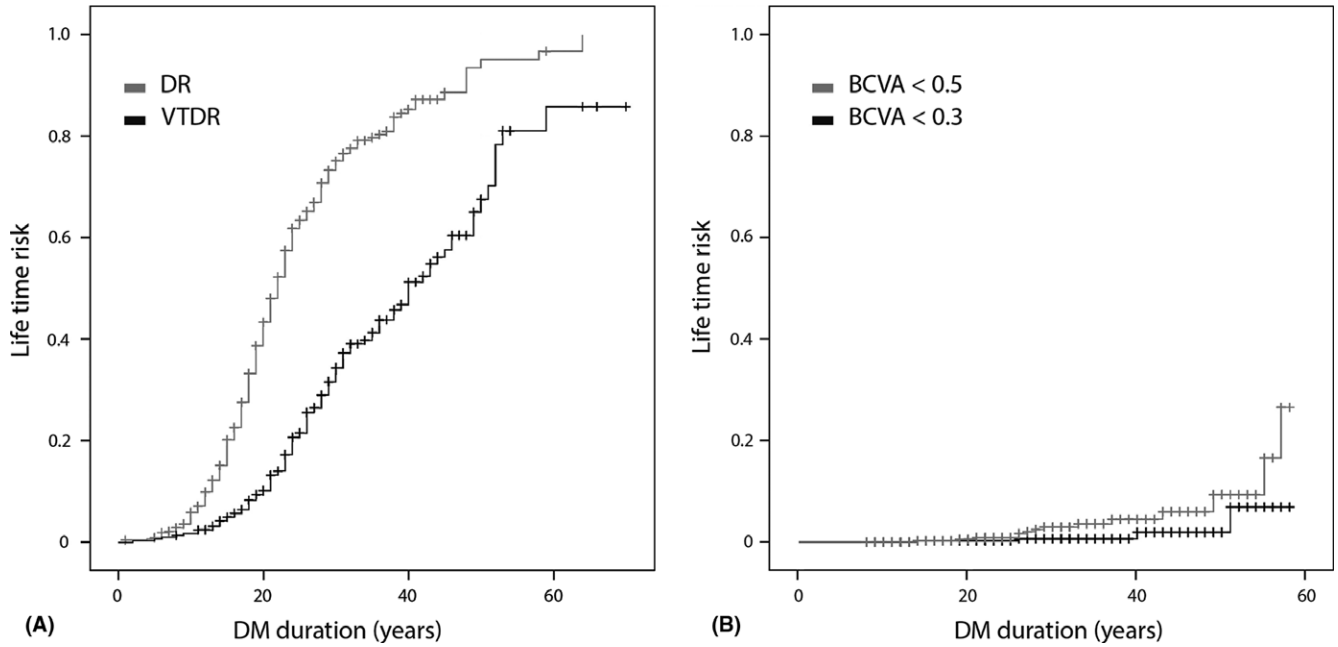 1.0
0.8
0.6
0.4
0.2
0
Life time risk
DR
VTDR
0 20 40 60
DM duration (years)
(A)
1.0
0.8
0.6
0.4
0.2
0
Life time risk
BCVA < 0.5
BCVA < 0.3
0 20 40 60
DM duration (years)
(B)